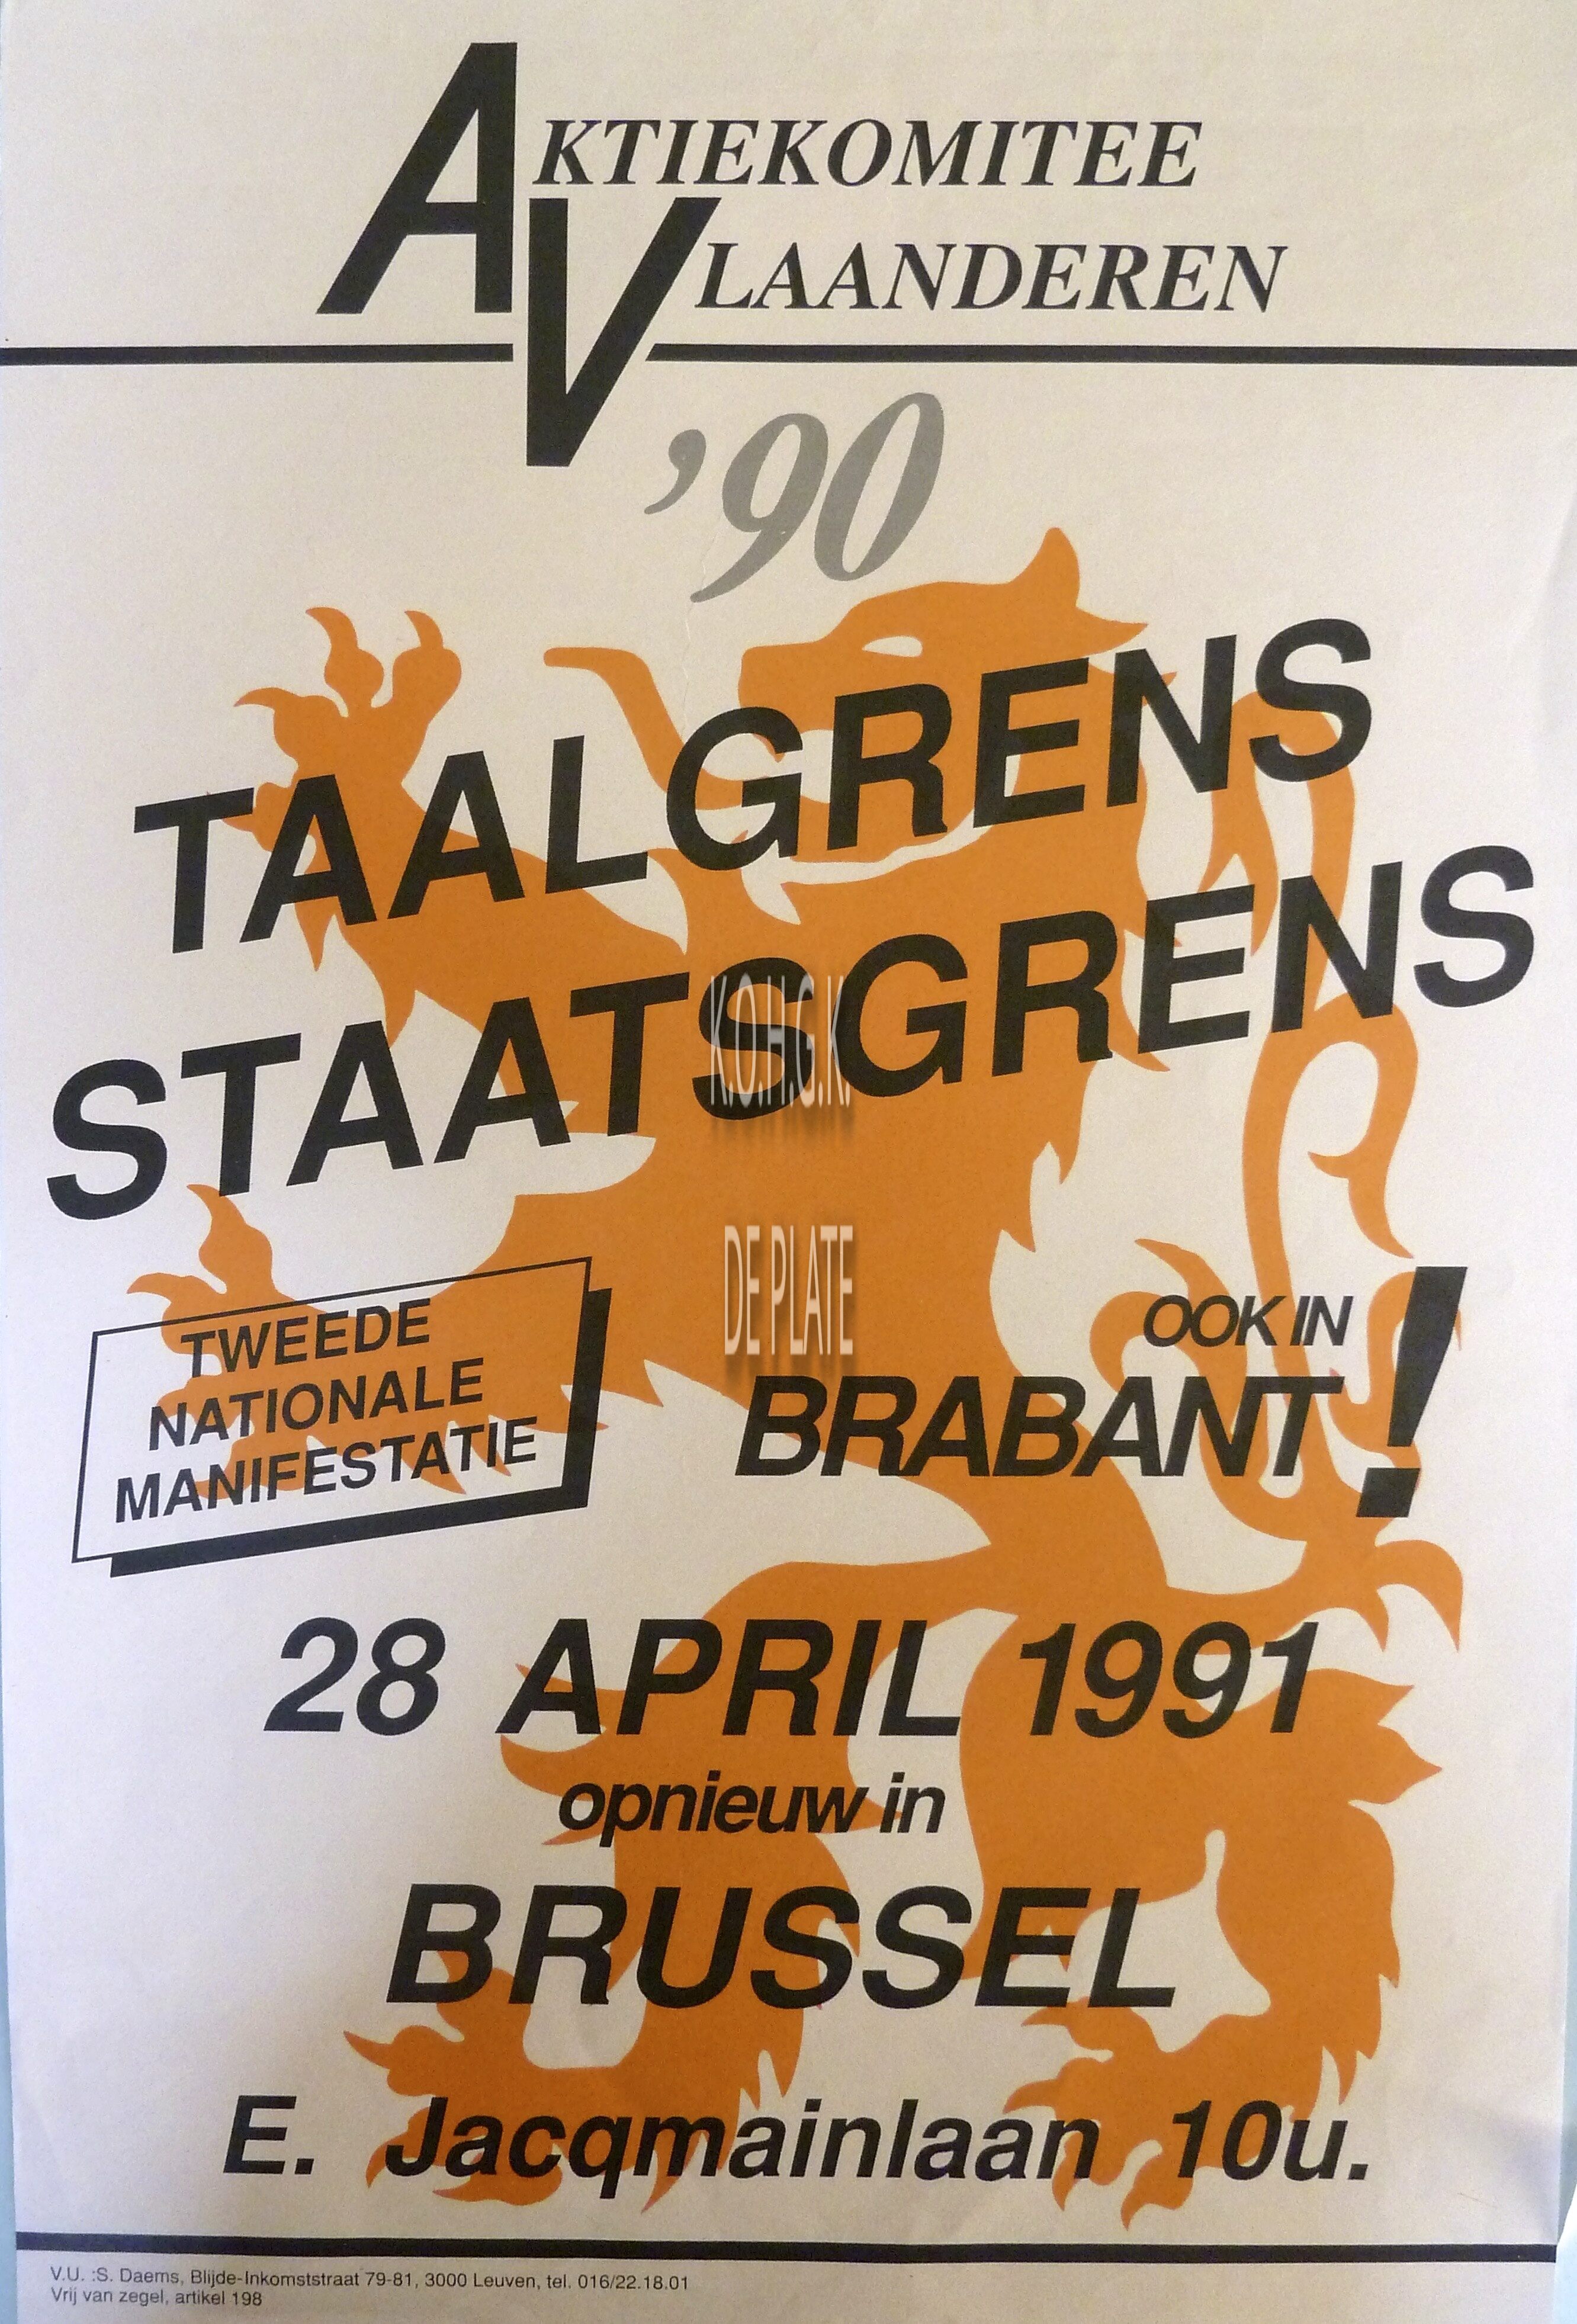 AKTIEKOMITEE
VLAANDEREN
'90
TAALGRENS
STAATSGRENS
K.O.H.G.K.
DE PLATE
TWEEDE
NATIONALE
MANIFESTATIE
OOK IN
BRABANT!
28 APRIL 1991
opnieuw in
BRUSSEL
E. Jacqmainlaan 10u.
V.U. :S. Daems, Blijde-Inkomststraat 79-81, 3000 Leuven, tel. 016/22.18.01
Vrij van zegel, artikel 198